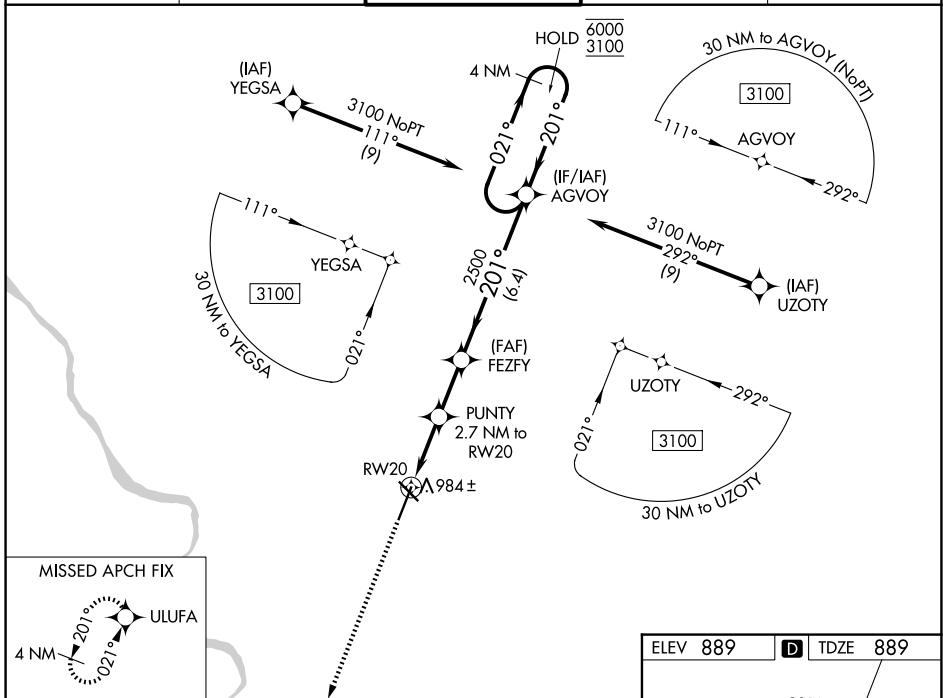 HOLD 6000
3100
4 NM
021°
201°
(IAF)
YEGSA
3100 NoPT
111°
(9)
30 NM to AGVOY (NoPT)
3100
111°
AGVOY
292°
(IF/IAF)
AGVOY
3100 NoPT
292°
(9)
(IAF)
UZOTY
111°
YEGSA
3100
021°
30 NM to YEGSA
2500
201°
(6.4)
(FAF)
FEZFY
PUNTY
2.7 NM to
RW20
RW20
984±
UZOTY
292°
021°
3100
30 NM to UZOTY
MISSED APCH FIX
ULUFA
4 NM
201°
021°
ELEV 889 D TDZE 889